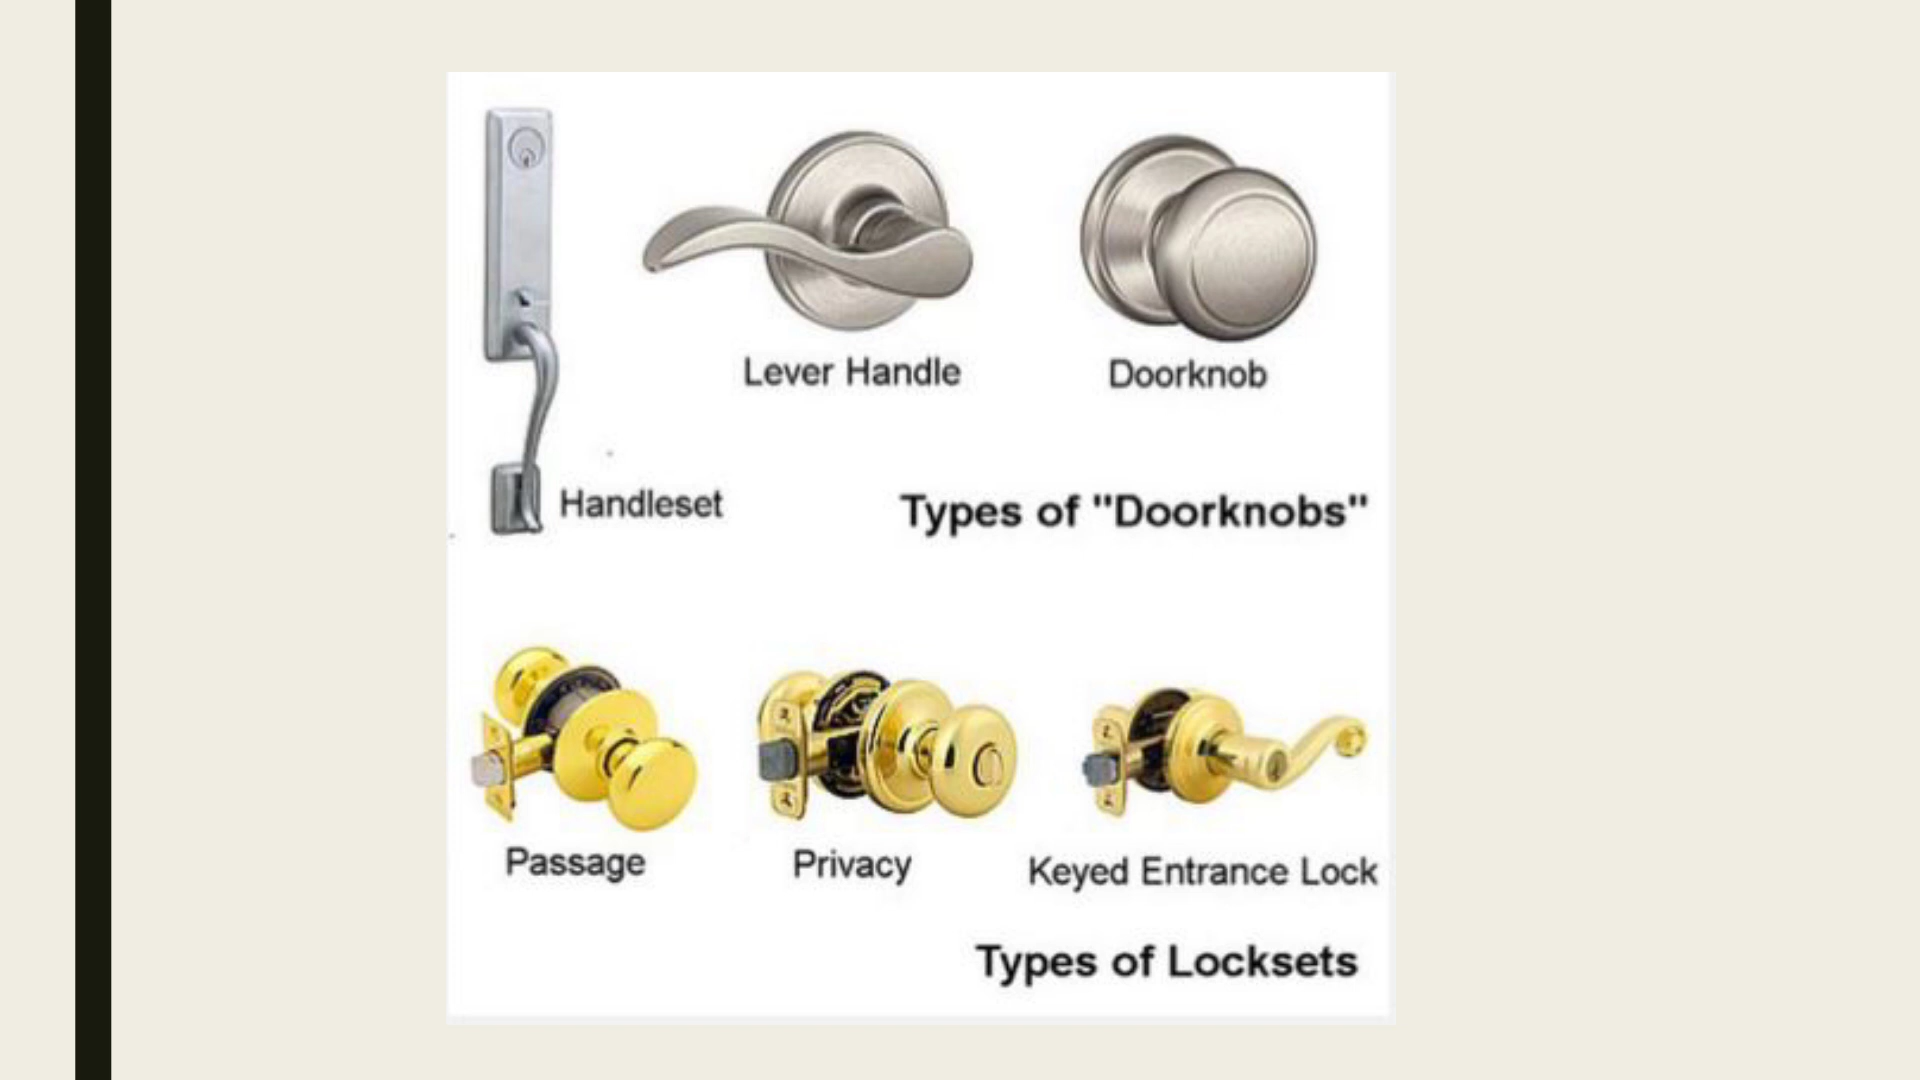 Lever Handle
Doorknob
Handleset
Types of "Doorknobs"
Passage
Privacy
Keyed Entrance Lock
Types of Locksets